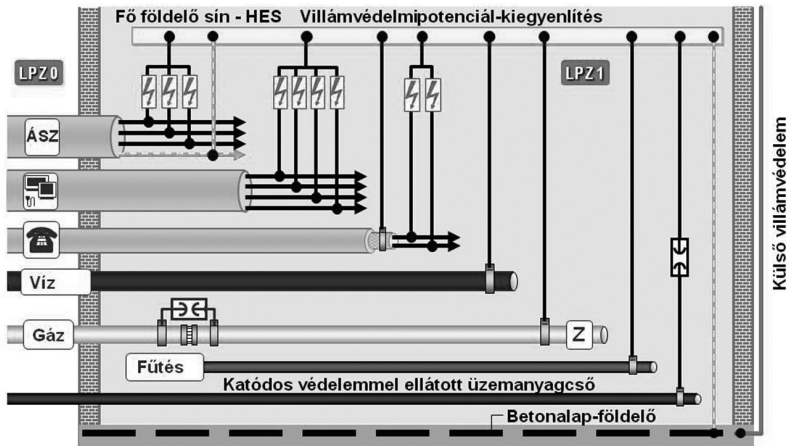 Fő földelő sín - HES Villámvédelmipotenciál-kiegyenlítés
LPZ0
LPZ1
ÁSZ
Víz
Gáz
Z
Fűtés
Katódos védelemmel ellátott üzemanyagcső
Betonalap-földelő
Külső villámvédelem